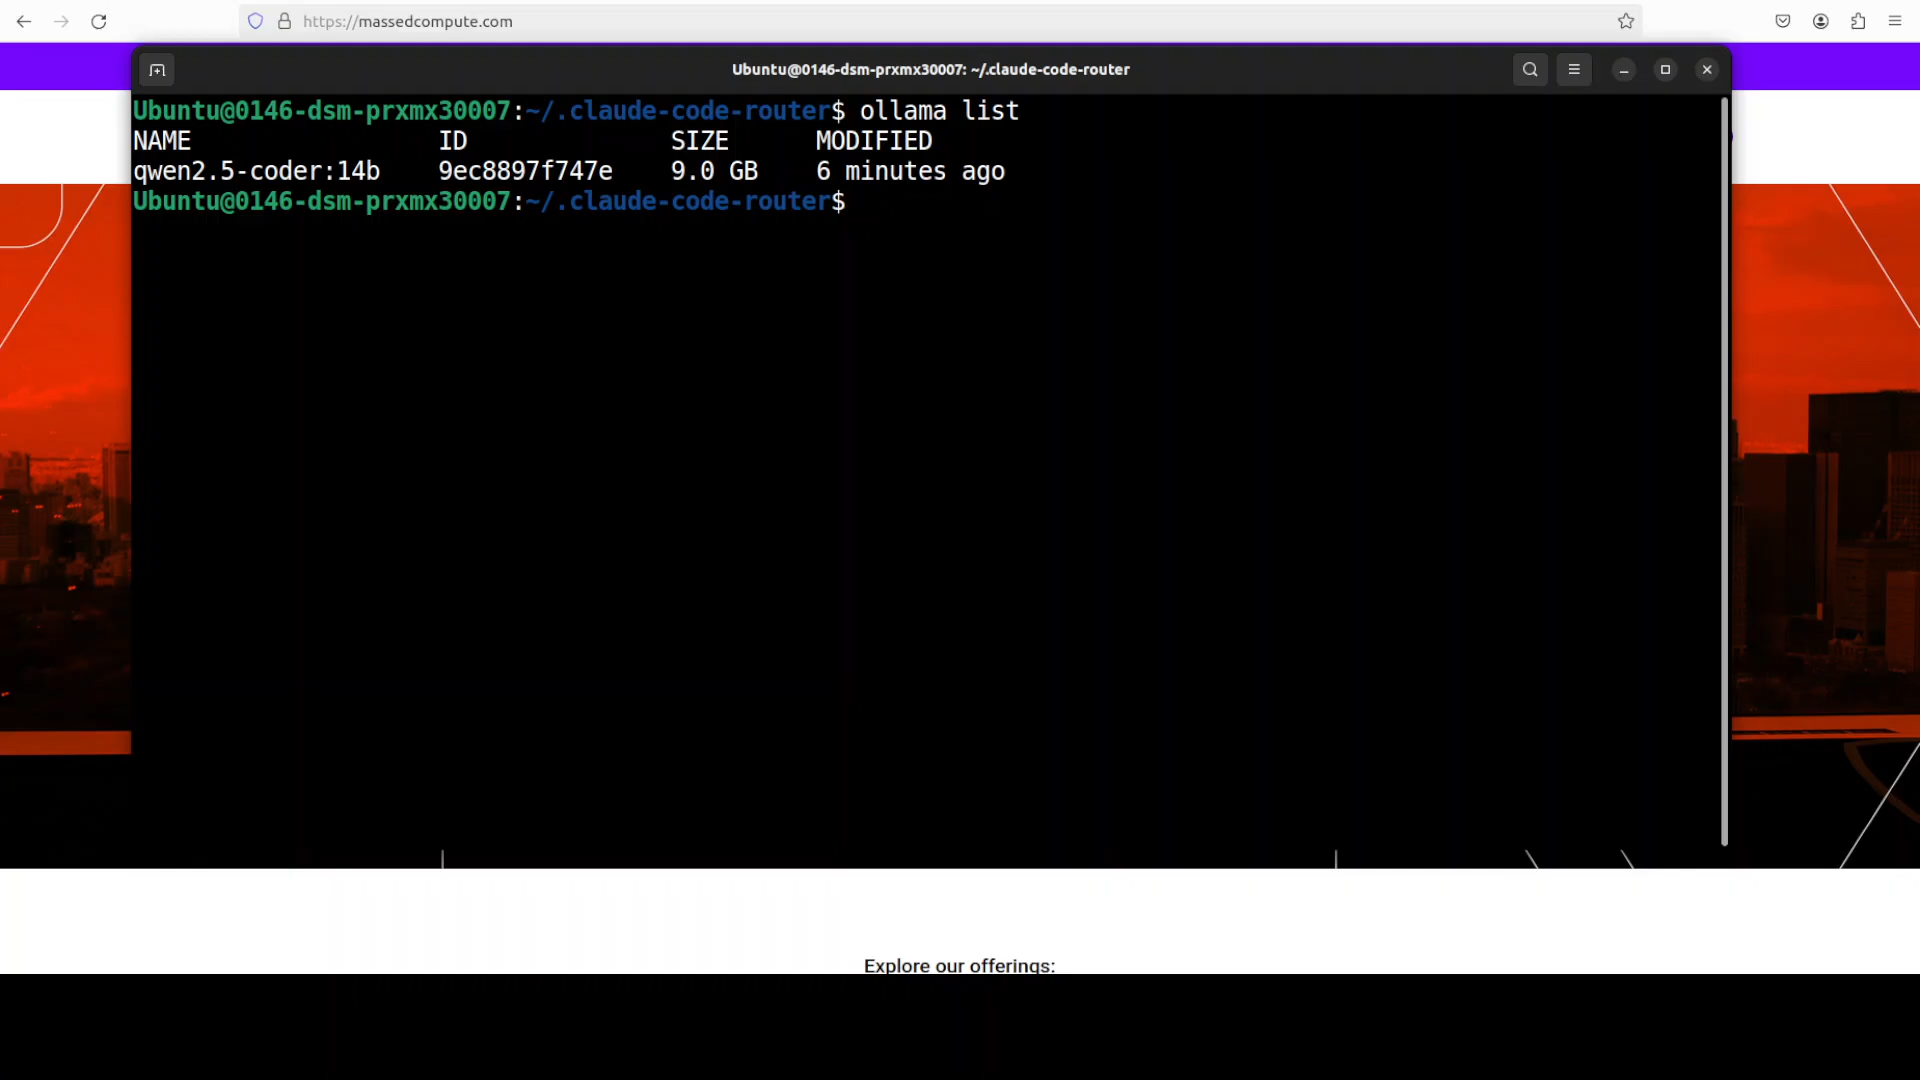 https://massedcompute.com
Ubuntu@0146-dsm-prxmx30007: ~/.claude-code-router
Ubuntu@0146-dsm-prxmx30007:~/.claude-code-router$ ollama list
NAME ID SIZE MODIFIED
qwen2.5-coder:14b 9ec8897f747e 9.0 GB 6 minutes ago
Ubuntu@0146-dsm-prxmx30007:~/.claude-code-router$
Explore our offerings: